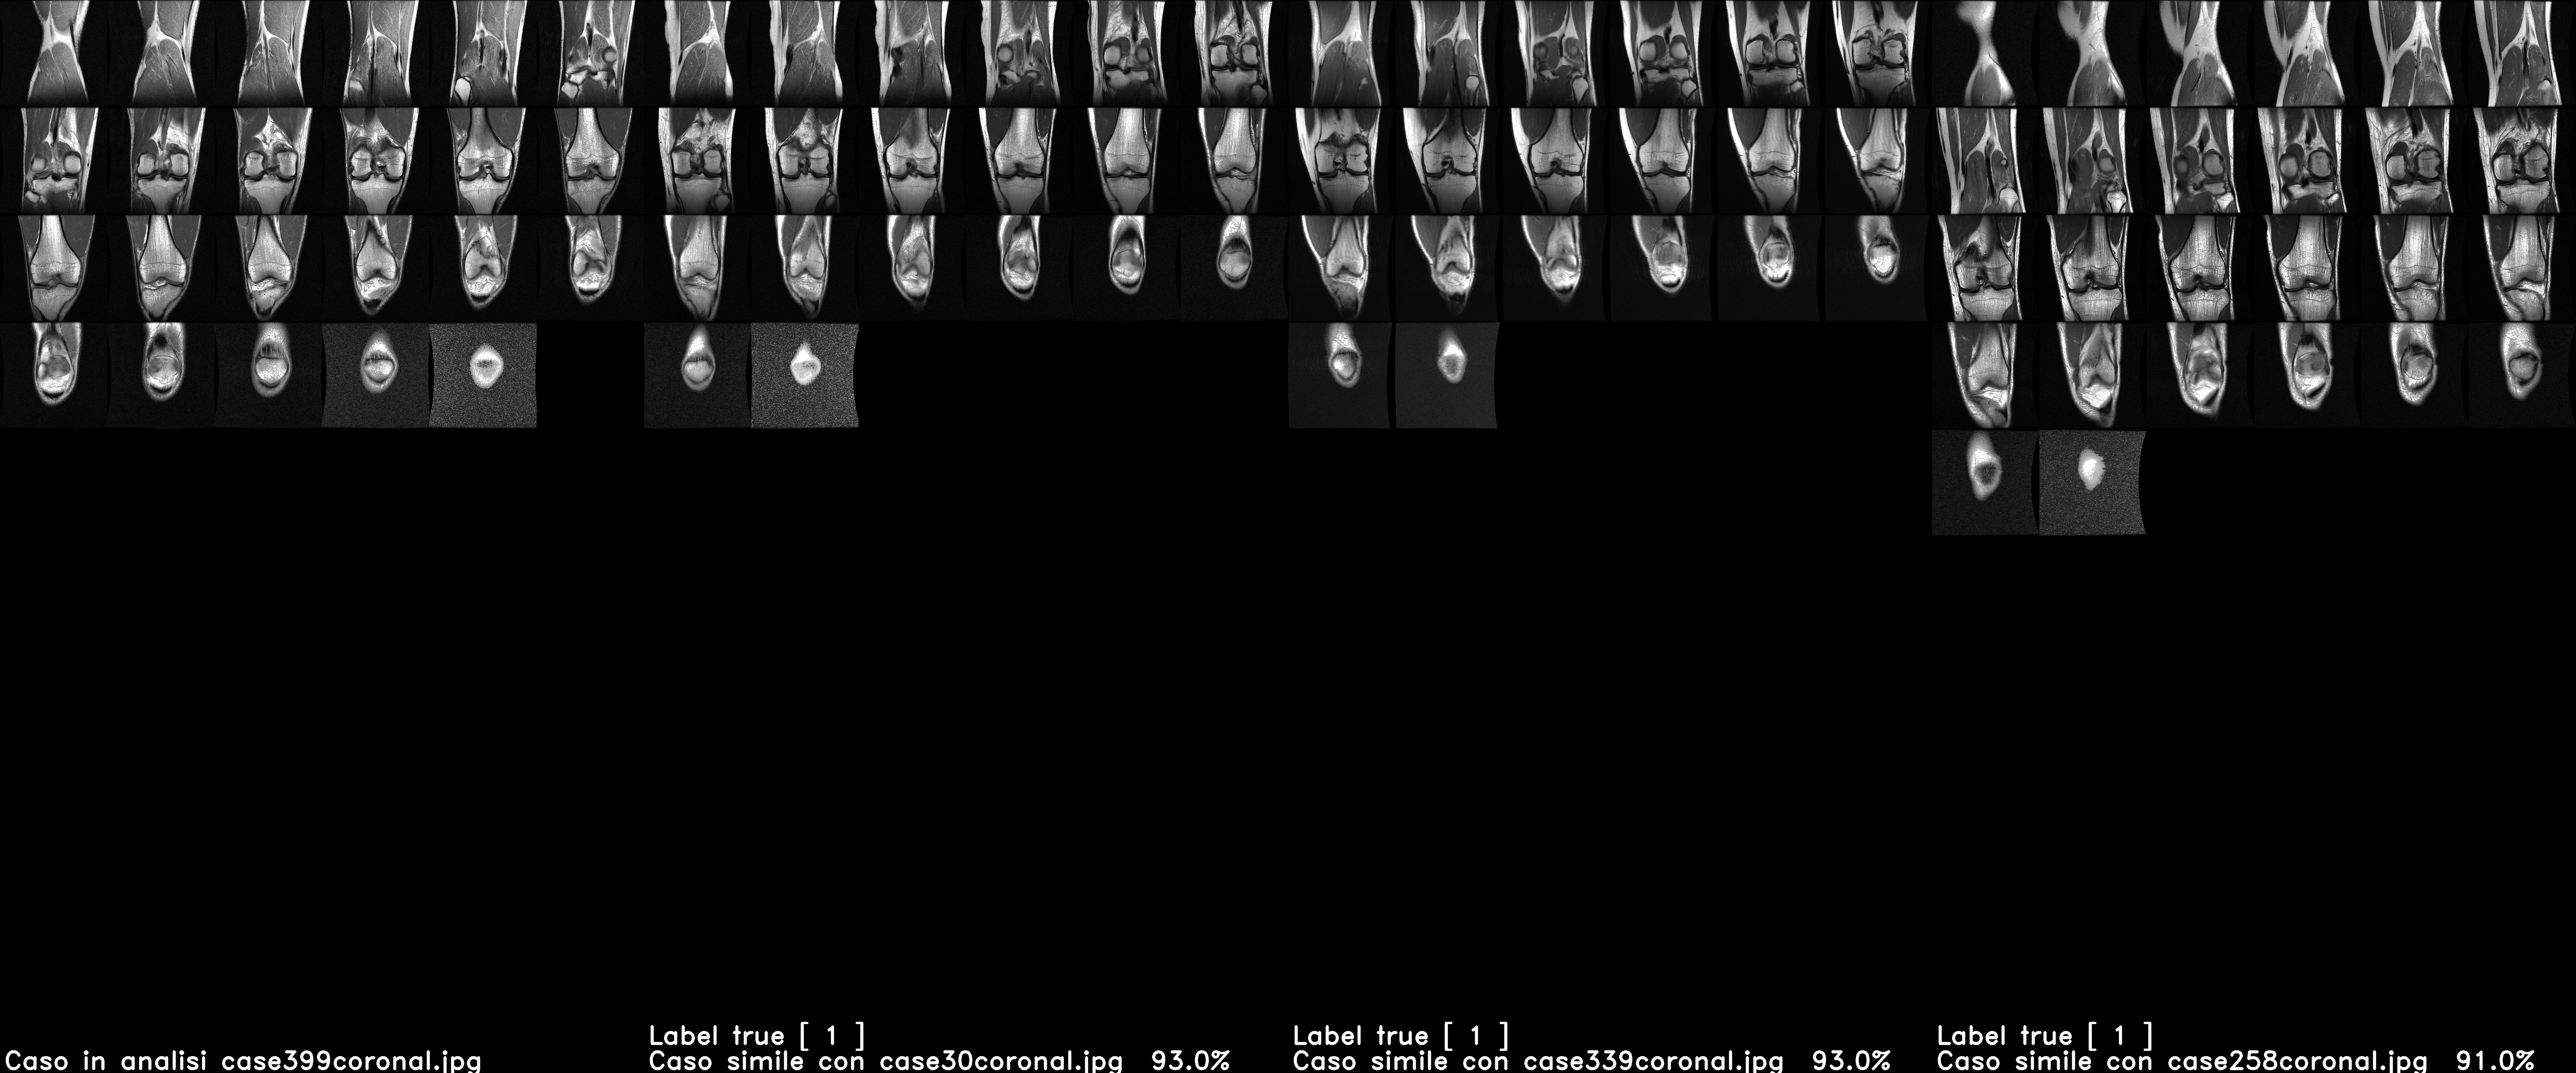 Caso in analisi case399coronal.jpg
Label true [ 1 ]
Caso simile con case30coronal.jpg 93.0%
Label true [ 1 ]
Caso simile con case339coronal.jpg 93.0%
Label true [ 1 ]
Caso simile con case258coronal.jpg 91.0%